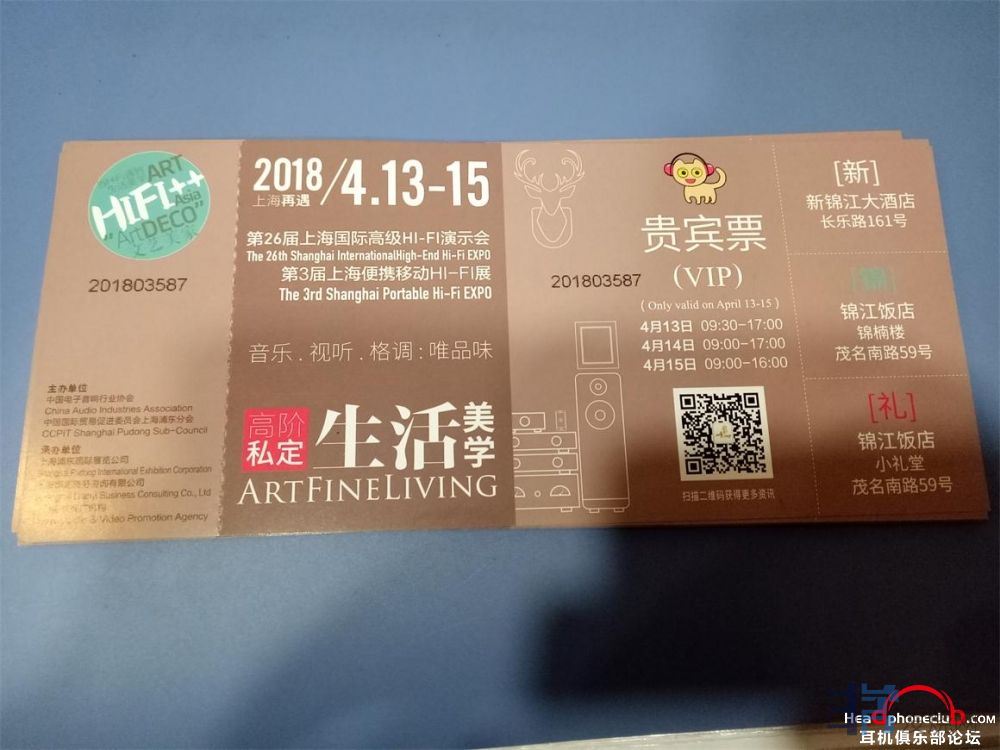 ART
HiFi++
Asia
"ArtDECO"
201803587
主办单位
中国电子音响行业协会
China Audio Industries Association
中国国际贸易促进委员会上海浦东分会
CCPIT Shanghai Pudong Sub-Council
承办单位
上海浦东国际展览公司
International Exhibition Corporation
Business Consulting Co., Ltd
& Video Promotion Agency
2018/4.13-15
上海再遇
第26届上海国际高级HI-FI演示会
The 26th Shanghai InternationalHigh-End Hi-Fi EXPO
第3届上海便携移动HI-FI展
The 3rd Shanghai Portable Hi-Fi EXPO
音乐.视听.格调:唯品味
高阶
私定
生活美学
ARTFINELIVING
贵宾票
201803587
(VIP)
( Only valid on April 13-15 )
4月13日 09:30-17:00
4月14日 09:00-17:00
4月15日 09:00-16:00
扫描二维码获得更多资讯
[新]
新锦江大酒店
长乐路161号
[锦]
锦江饭店
锦楠楼
茂名南路59号
[礼]
锦江饭店
小礼堂
茂名南路59号
Headphoneclub.com
耳机俱乐部论坛